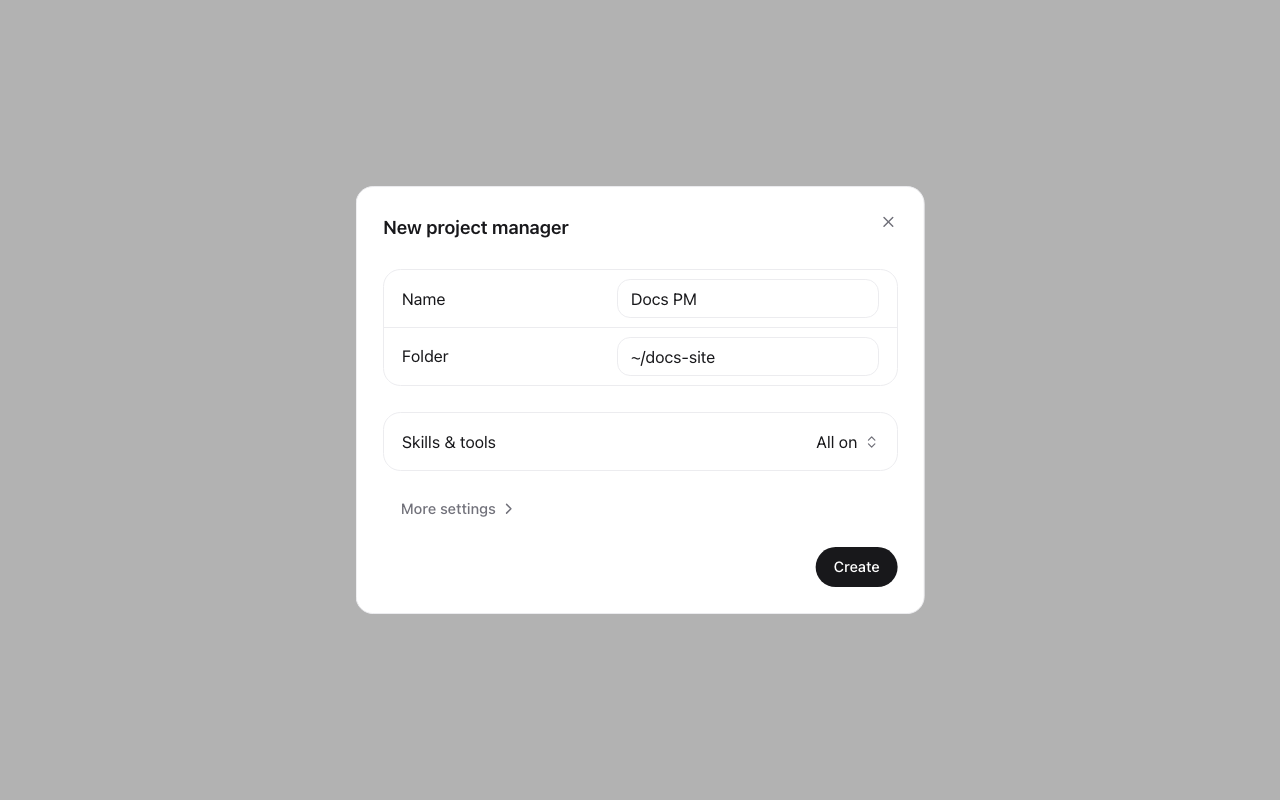 New project manager
Name
Docs PM
Folder
~/docs-site
Skills & tools
All on
More settings
Create